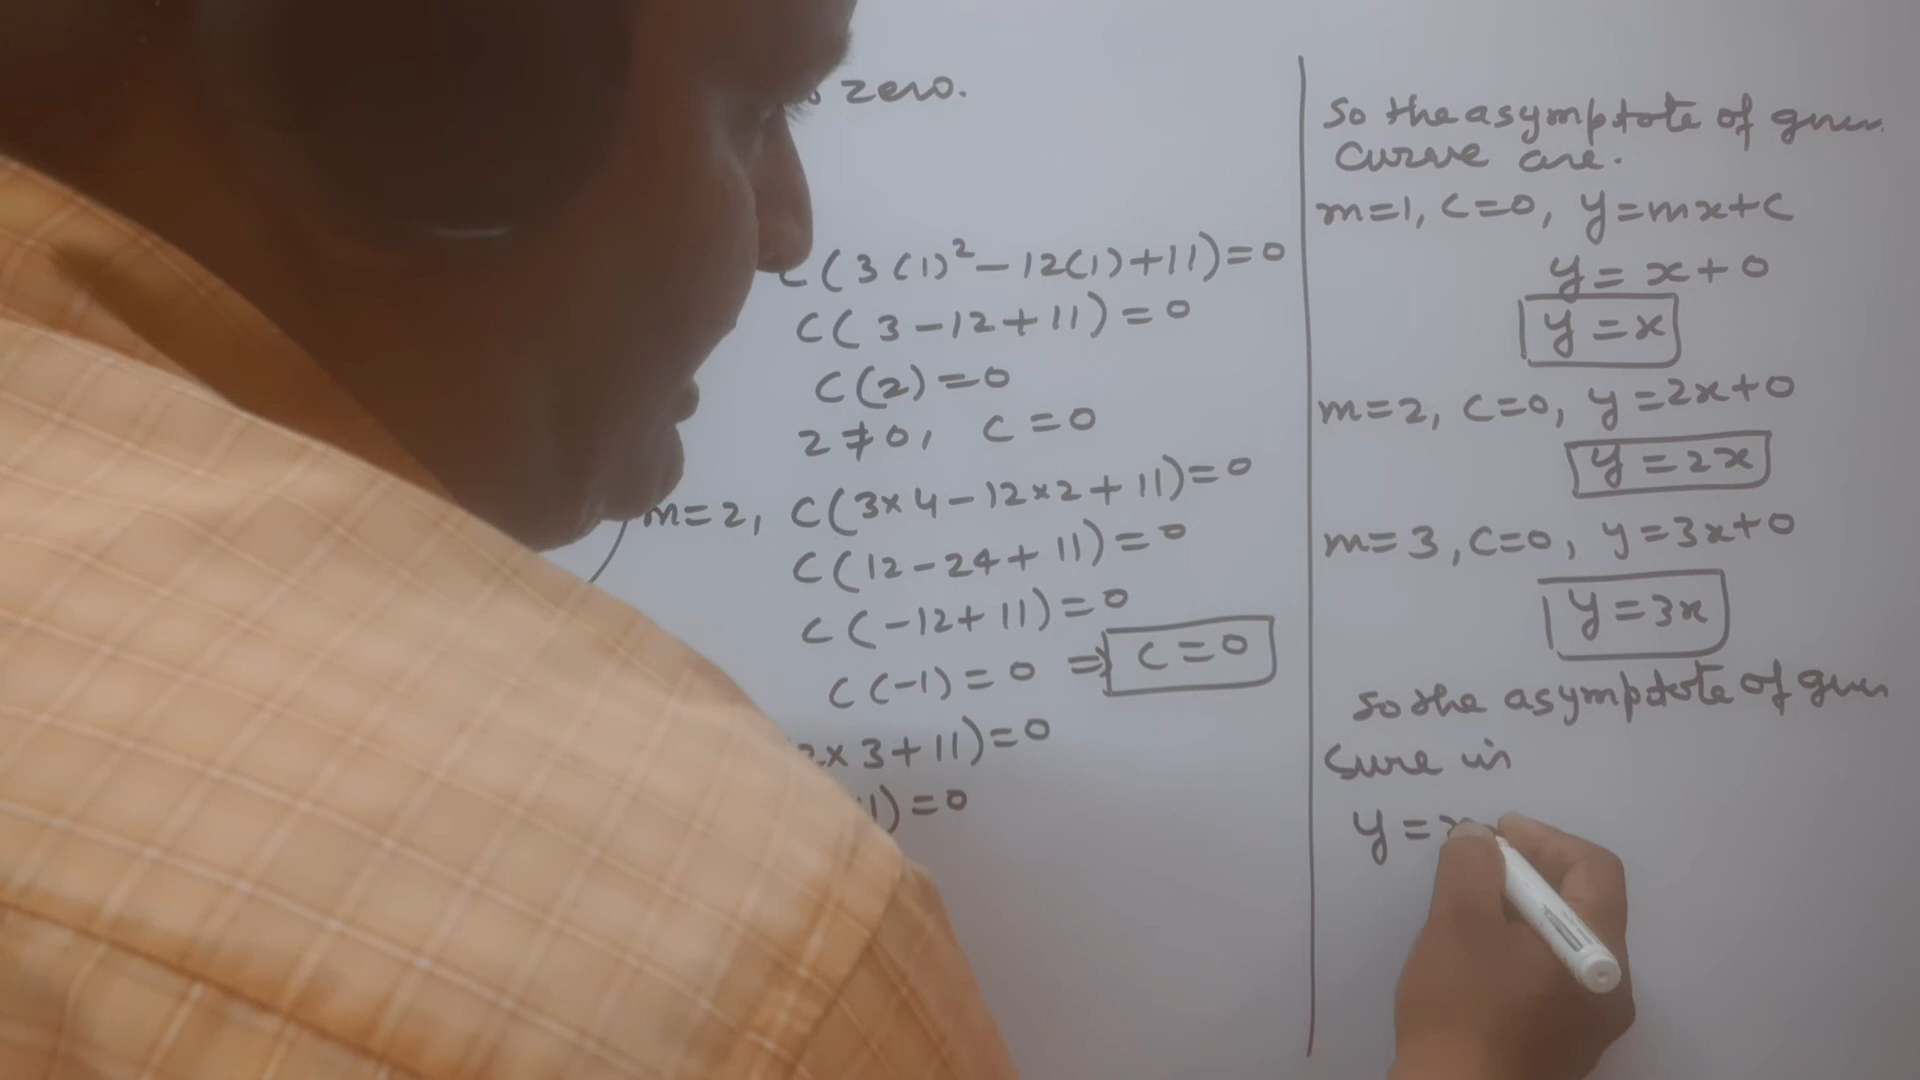 zero.
C(3(1)²-12(1)+11)=0
C(3-12+11)=0
C(2)=0
2≠0, C=0
m=2, C(3×4-12×2+11)=0
C(12-24+11)=0
C(-12+11)=0
C(-1)=0 ⇒ C=0
2×3+11)=0
1)=0
So the asymptote of given
Curve are.
m=1, C=0, y=mx+c
y=x+0
y=x
m=2, C=0, y=2x+0
y=2x
m=3, C=0, y=3x+0
y=3x
So the asymptote of given
in
y=x